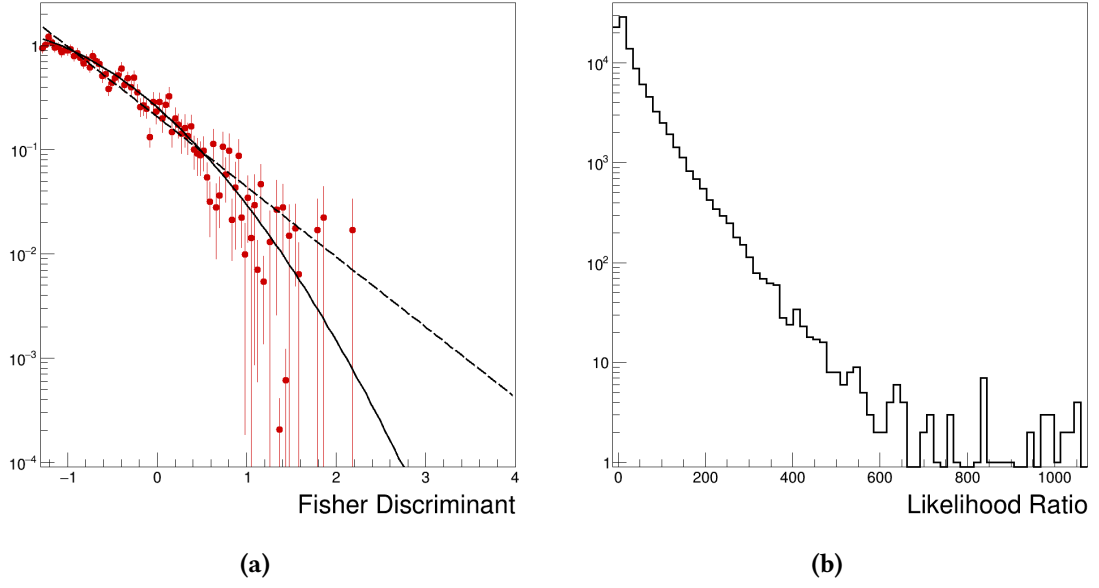 1
10⁻¹
10⁻²
10⁻³
10⁻⁴
−1 0 1 2 3 4
Fisher Discriminant
(a)
10⁴
10³
10²
10
1
0 200 400 600 800 1000
Likelihood Ratio
(b)